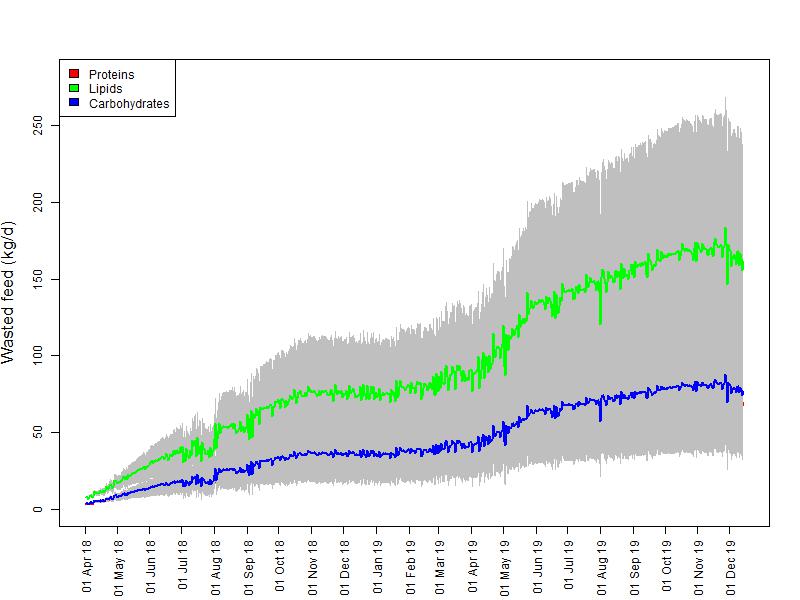 Proteins
Lipids
Carbohydrates
Wasted feed (kg/d)
250
200
150
100
50
0
01 Apr 18
01 May 18
01 Jun 18
01 Jul 18
01 Aug 18
01 Sep 18
01 Oct 18
01 Nov 18
01 Dec 18
01 Jan 19
01 Feb 19
01 Mar 19
01 Apr 19
01 May 19
01 Jun 19
01 Jul 19
01 Aug 19
01 Sep 19
01 Oct 19
01 Nov 19
01 Dec 19